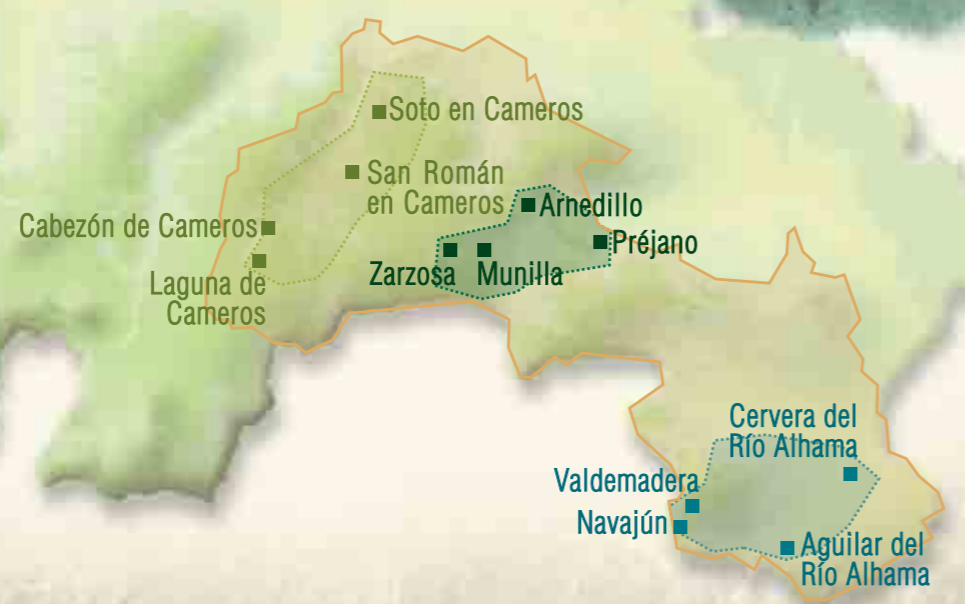 Soto en Cameros
San Román
en Cameros
Arnedillo
Cabezón de Cameros
Préjano
Zarzosa
Munilla
Laguna de
Cameros
Cervera del
Río Alhama
Valdemadera
Navajún
Aguilar del
Río Alhama